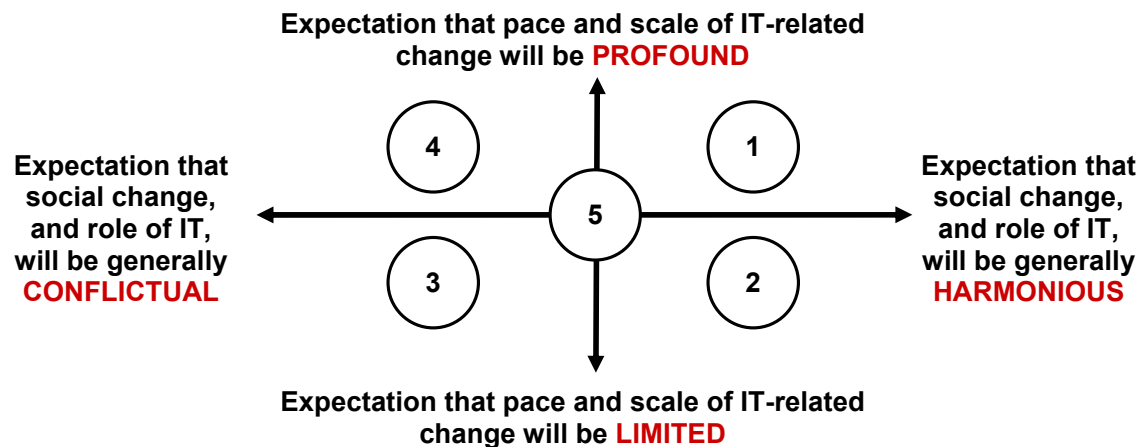 Expectation that pace and scale of IT-related
change will be PROFOUND
4
1
Expectation that
social change,
and role of IT,
will be generally
CONFLICTUAL
5
Expectation that
social change,
and role of IT,
will be generally
HARMONIOUS
3
2
Expectation that pace and scale of IT-related
change will be LIMITED